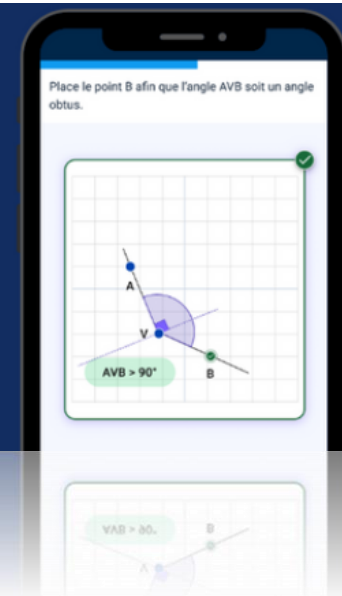 Place le point B afin que l'angle AVB soit un angle
obtus.
A
V
AVB > 90°
B